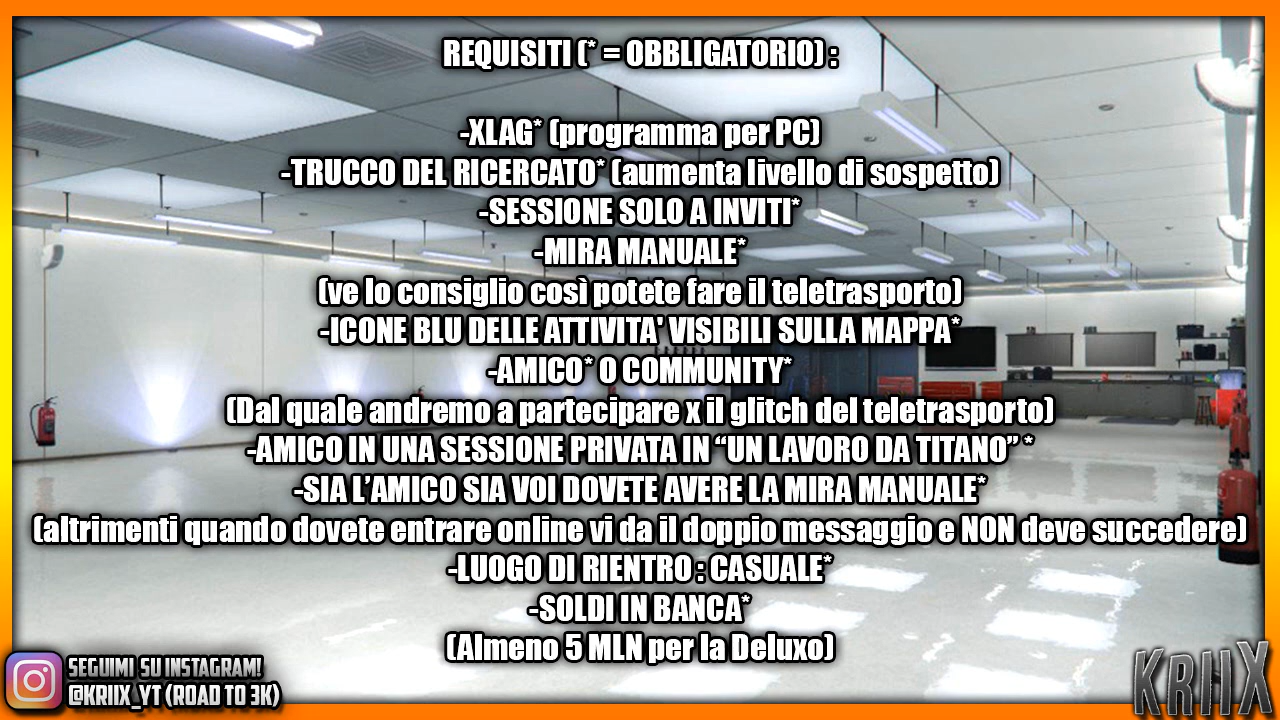 REQUISITI (* = OBBLIGATORIO) :
-XLAG* (programma per PC)
-TRUCCO DEL RICERCATO* (aumenta livello di sospetto)
-SESSIONE SOLO A INVITI*
-MIRA MANUALE*
(ve lo consiglio così potete fare il teletrasporto)
-ICONE BLU DELLE ATTIVITA' VISIBILI SULLA MAPPA*
-AMICO* O COMMUNITY*
(Dal quale andremo a partecipare x il glitch del teletrasporto)
-AMICO IN UNA SESSIONE PRIVATA IN “UN LAVORO DA TITANO” *
-SIA L’AMICO SIA VOI DOVETE AVERE LA MIRA MANUALE*
(altrimenti quando dovete entrare online vi da il doppio messaggio e NON deve succedere)
-LUOGO DI RIENTRO : CASUALE*
-SOLDI IN BANCA*
(Almeno 5 MLN per la Deluxo)
SEGUIMI SU INSTAGRAM!
@KRIIX_YT (ROAD TO 3K)
KRIIX